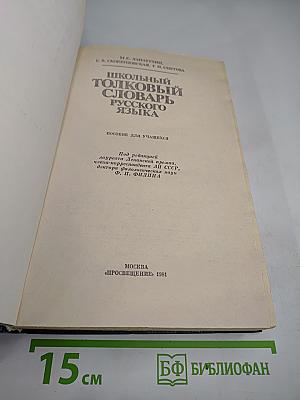 М. С. ЛАПАТУХИН,
Е. В. СКОРЛУПОВСКАЯ, Г. П. СНЕТОВА
ШКОЛЬНЫЙ
ТОЛКОВЫЙ
СЛОВАРЬ
РУССКОГО
ЯЗЫКА
ПОСОБИЕ ДЛЯ УЧАЩИХСЯ
Под редакцией
лауреата Ленинской премии,
члена-корреспондента АН СССР,
доктора филологических наук
Ф. П. ФИЛИНА
МОСКВА
«ПРОСВЕЩЕНИЕ» 1981
15 см
БФ БИБЛИОФАН